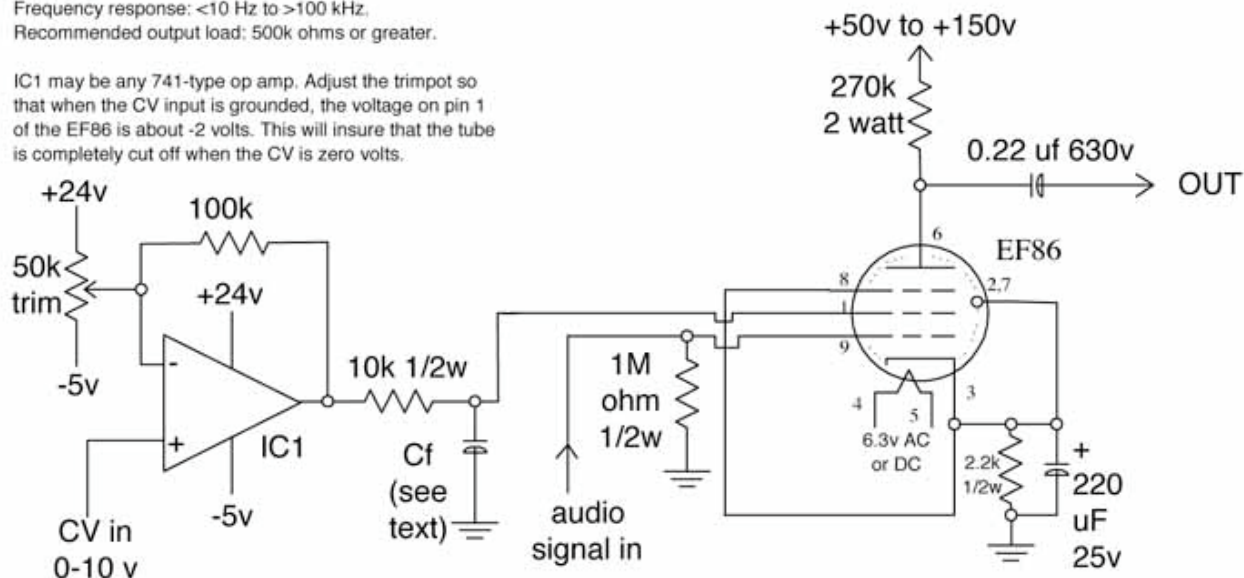 Frequency response: <10 Hz to >100 kHz.
Recommended output load: 500k ohms or greater.
IC1 may be any 741-type op amp. Adjust the trimpot so
that when the CV input is grounded, the voltage on pin 1
of the EF86 is about -2 volts. This will insure that the tube
is completely cut off when the CV is zero volts.
+50v to +150v
270k
2 watt
0.22 uf 630v
OUT
+24v
100k
50k
trim
+24v
-5v
-
+
IC1
-5v
CV in
0-10 v
10k 1/2w
Cf
(see
text)
audio
signal in
1M
ohm
1/2w
6
EF86
8
2,7
1
9
3
4
5
6.3v AC
or DC
2.2k
1/2w
+
220
uF
25v